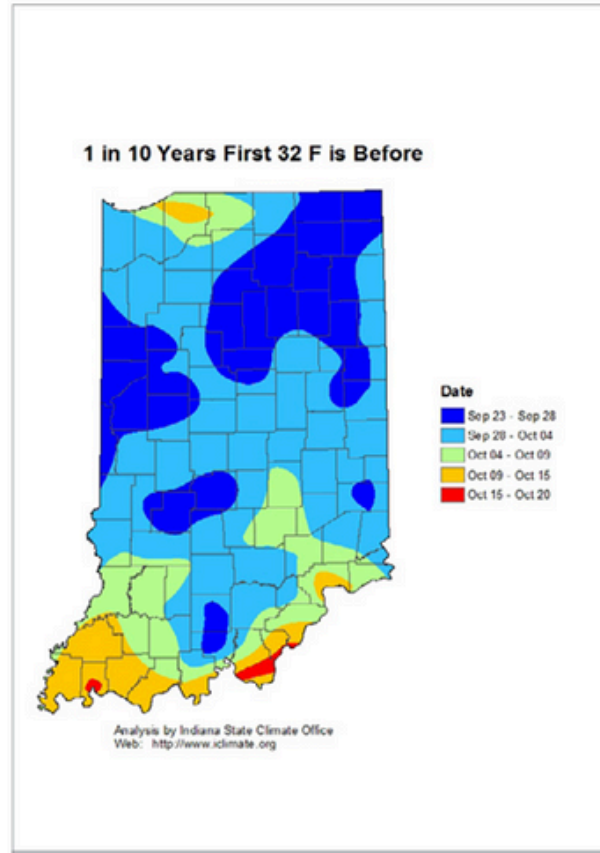 1 in 10 Years First 32 F is Before
Date
Sep 23 - Sep 28
Sep 28 - Oct 04
Oct 04 - Oct 09
Oct 09 - Oct 15
Oct 15 - Oct 20
Analysis by Indiana State Climate Office
Web: http://www.iclimate.org